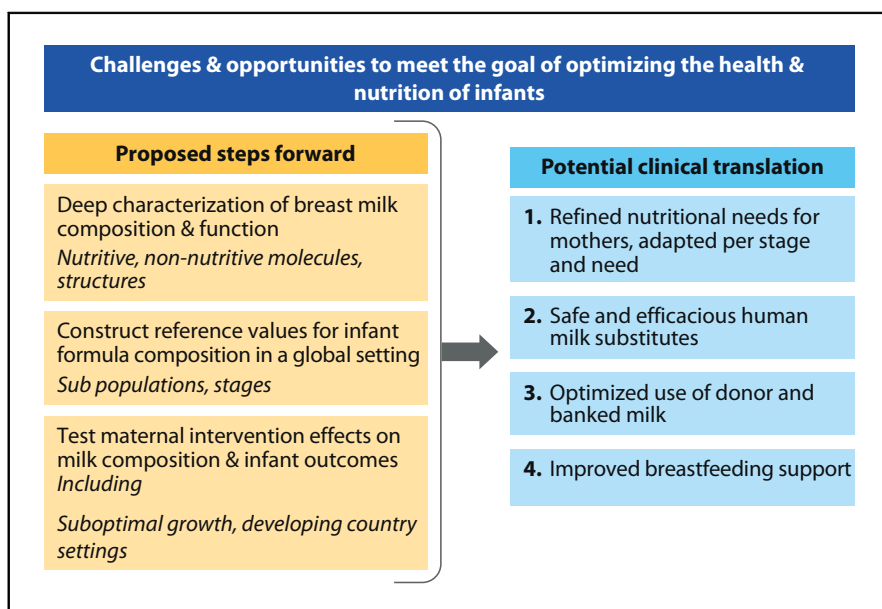 Challenges & opportunities to meet the goal of optimizing the health &
nutrition of infants
Proposed steps forward
Deep characterization of breast milk
composition & function
Nutritive, non-nutritive molecules,
structures
Construct reference values for infant
formula composition in a global setting
Sub populations, stages
Test maternal intervention effects on
milk composition & infant outcomes
Including
Suboptimal growth, developing country
settings
Potential clinical translation
1. Refined nutritional needs for
mothers, adapted per stage
and need
2. Safe and efficacious human
milk substitutes
3. Optimized use of donor and
banked milk
4. Improved breastfeeding support